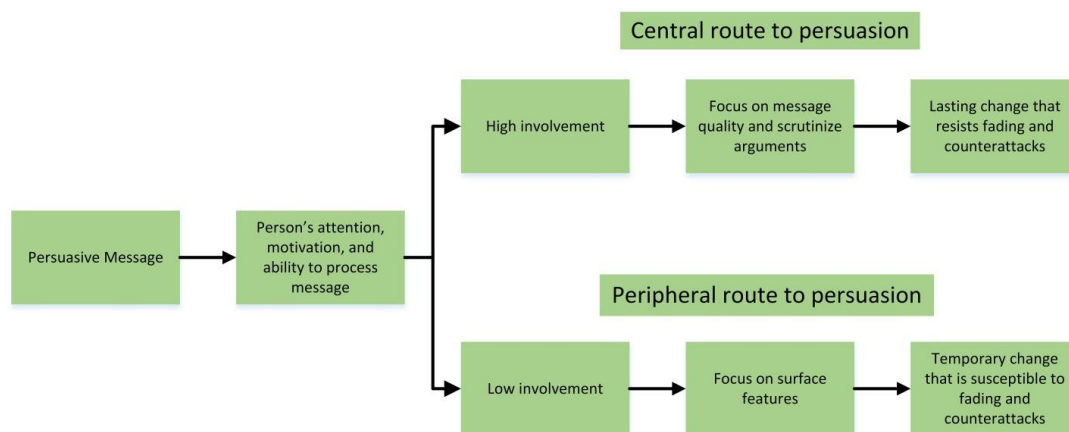 Central route to persuasion
High involvement
Focus on message
quality and scrutinize
arguments
Lasting change that
resists fading and
counterattacks
Persuasive Message
Person’s attention,
motivation, and
ability to process
message
Peripheral route to persuasion
Low involvement
Focus on surface
features
Temporary change
that is susceptible to
fading and
counterattacks